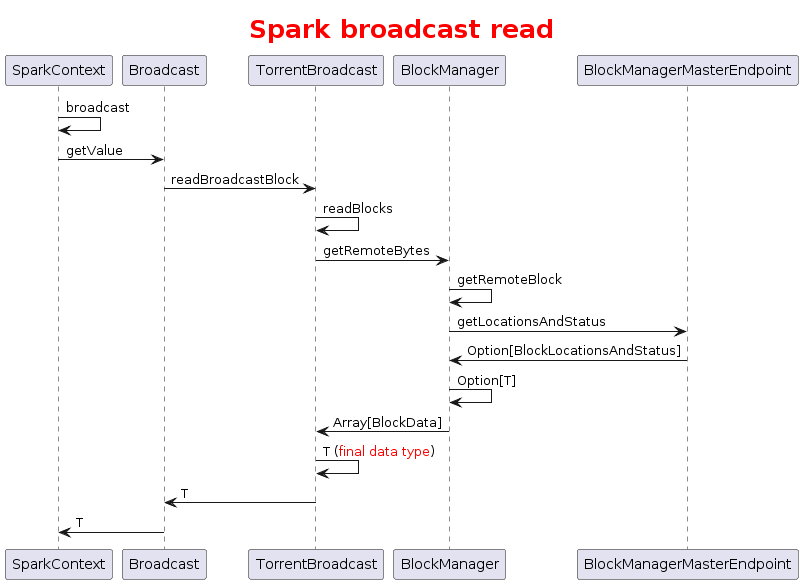 Spark broadcast read
SparkContext Broadcast TorrentBroadcast BlockManager BlockManagerMasterEndpoint
broadcast
getValue
readBroadcastBlock
readBlocks
getRemoteBytes
getRemoteBlock
getLocationsAndStatus
Option[BlockLocationsAndStatus]
Option[T]
Array[BlockData]
T (final data type)
T
T
SparkContext Broadcast TorrentBroadcast BlockManager BlockManagerMasterEndpoint